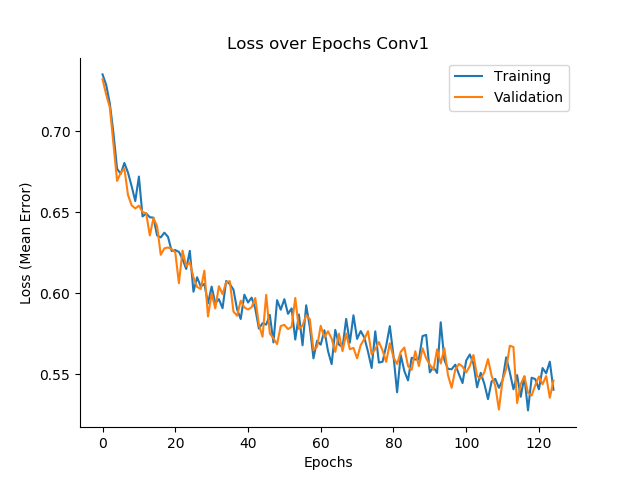 Loss over Epochs Conv1
Training
Validation
Loss (Mean Error)
0.70
0.65
0.60
0.55
0 20 40 60 80 100 120
Epochs